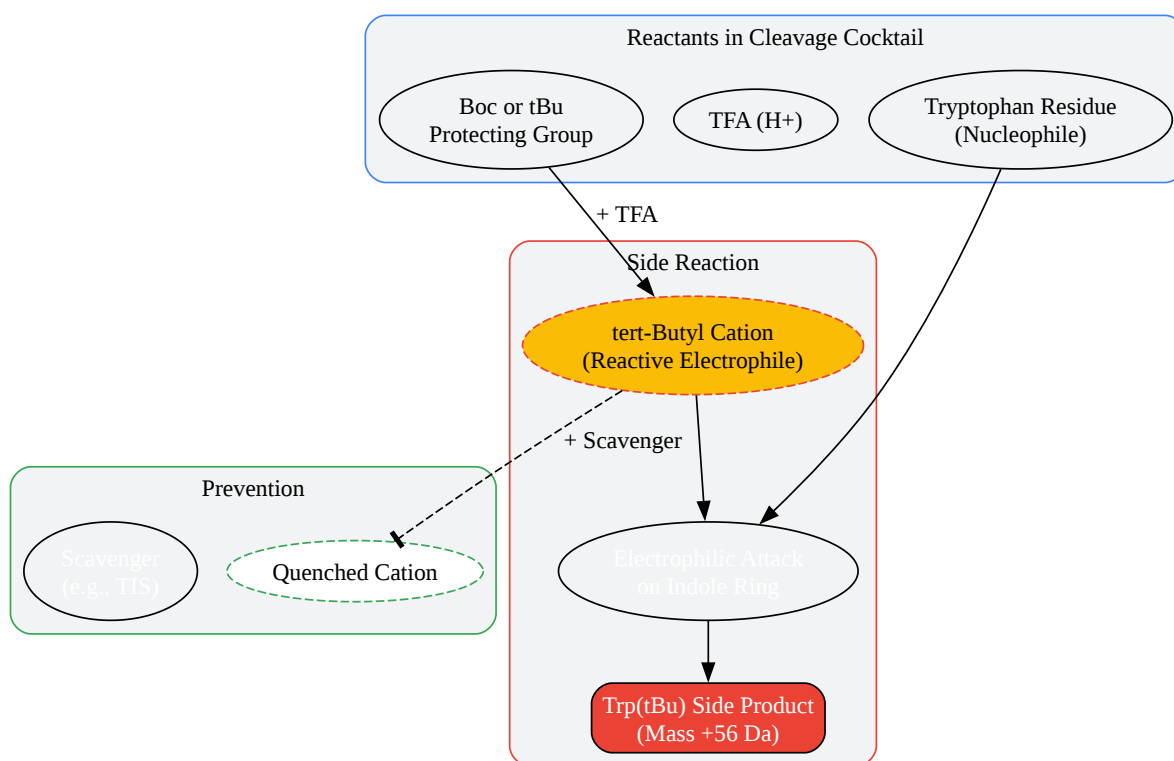 Reactants in Cleavage Cocktail
Boc or tBu
Protecting Group
TFA (H+)
Tryptophan Residue
(Nucleophile)
+ TFA
Side Reaction
tert-Butyl Cation
(Reactive Electrophile)
+ Scavenger
Prevention
Scavenger
(e.g., TIS)
Quenched Cation
Electrophilic Attack
on Indole Ring
Trp(tBu) Side Product
(Mass +56 Da)